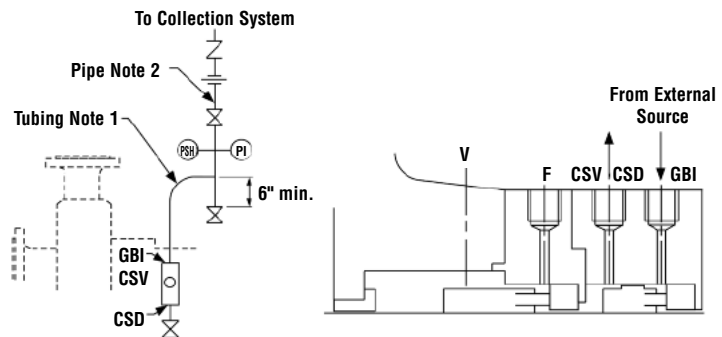 To Collection System
Pipe Note 2
Tubing Note 1
PSH
PI
6" min.
GBI
CSV
CSD
From External
Source
V
F
CSV
CSD
GBI